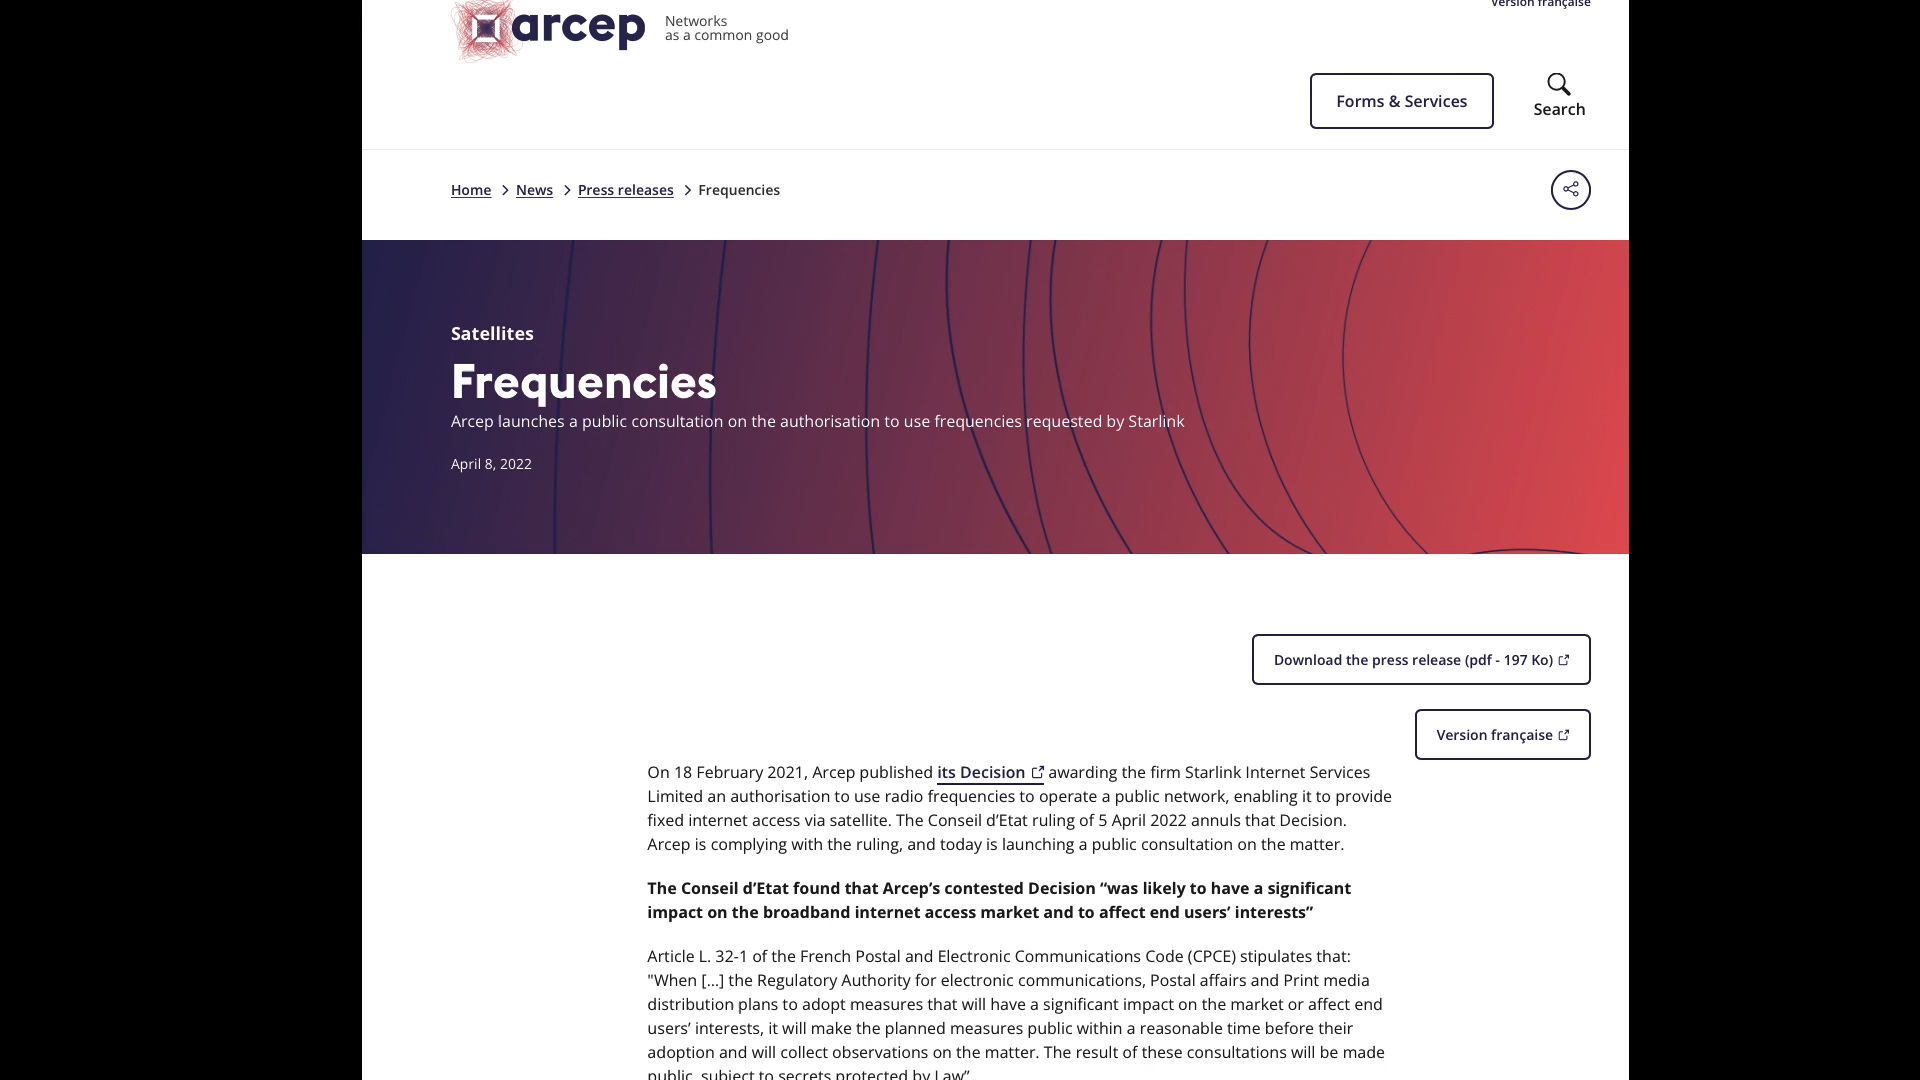 Version française
arcep
Networks
as a common good
Forms & Services
Search
Home
News
Press releases
Frequencies
Satellites
Frequencies
Arcep launches a public consultation on the authorisation to use frequencies requested by Starlink
April 8, 2022
Download the press release (pdf - 197 Ko)
Version française
On 18 February 2021, Arcep published its Decision awarding the firm Starlink Internet Services
Limited an authorisation to use radio frequencies to operate a public network, enabling it to provide
fixed internet access via satellite. The Conseil d’Etat ruling of 5 April 2022 annuls that Decision.
Arcep is complying with the ruling, and today is launching a public consultation on the matter.
The Conseil d’Etat found that Arcep’s contested Decision “was likely to have a significant
impact on the broadband internet access market and to affect end users’ interests”
Article L. 32-1 of the French Postal and Electronic Communications Code (CPCE) stipulates that:
"When [...] the Regulatory Authority for electronic communications, Postal affairs and Print media
distribution plans to adopt measures that will have a significant impact on the market or affect end
users’ interests, it will make the planned measures public within a reasonable time before their
adoption and will collect observations on the matter. The result of these consultations will be made
public, subject to secrets protected by Law”